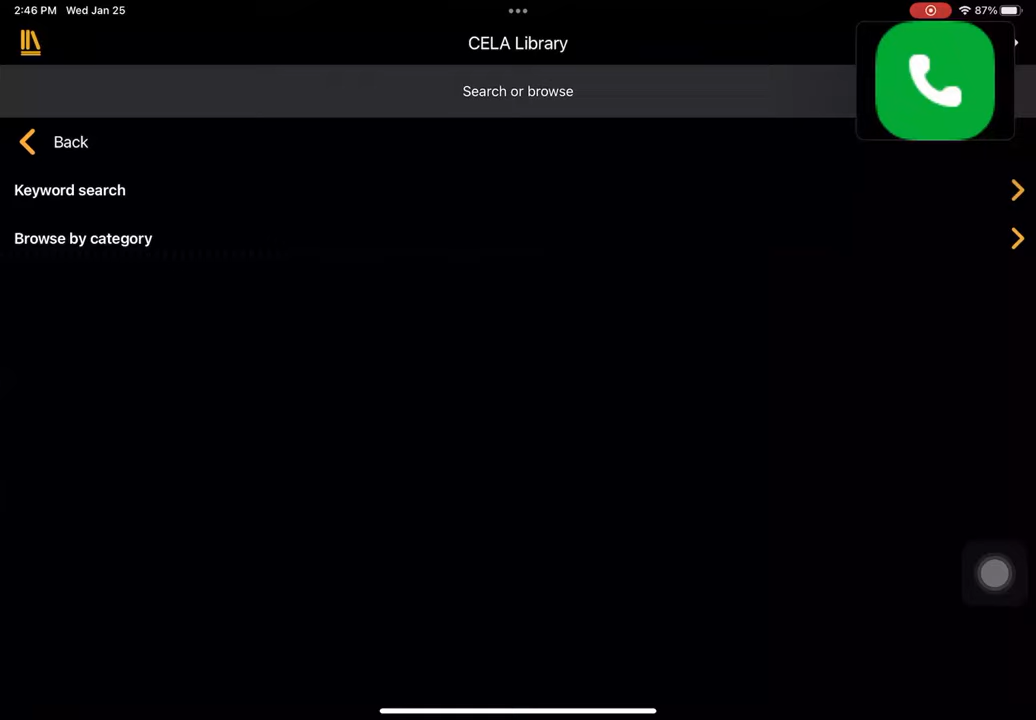 2:46 PM Wed Jan 25
87%
CELA Library
Search or browse
Back
Keyword search
Browse by category